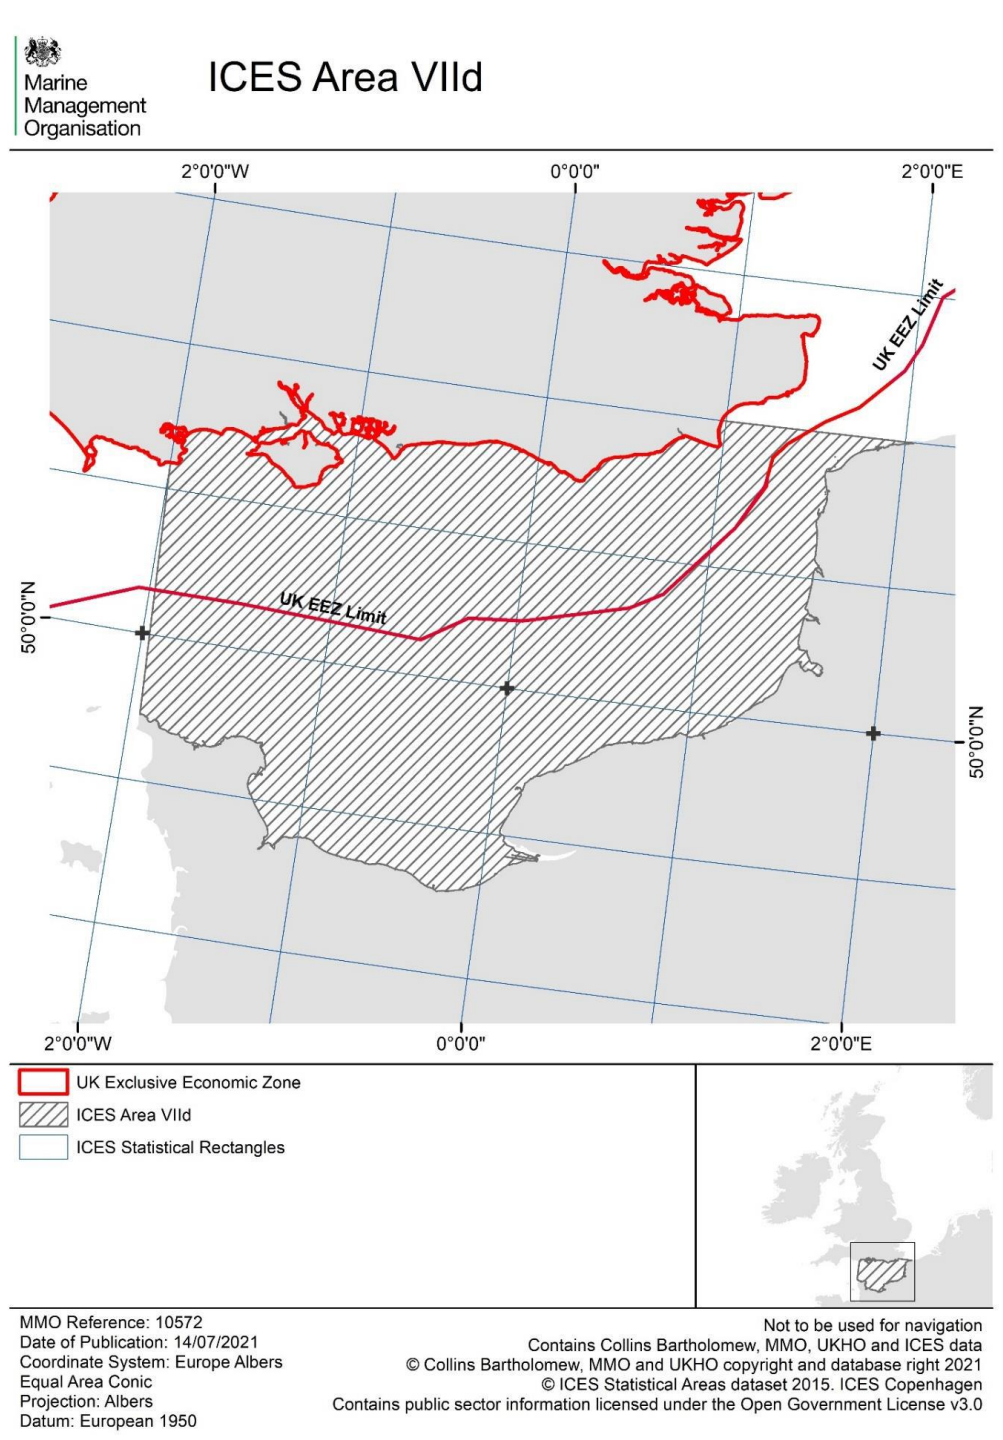 Marine
Management
Organisation
ICES Area VIId
2°0'0"W
0°0'0"
2°0'0"E
UK EEZ Limit
UK EEZ Limit
50°0'0"N
50°0'0"N
2°0'0"W
0°0'0"
2°0'0"E
UK Exclusive Economic Zone
ICES Area VIId
ICES Statistical Rectangles
MMO Reference: 10572
Date of Publication: 14/07/2021
Coordinate System: Europe Albers
Equal Area Conic
Projection: Albers
Datum: European 1950
Not to be used for navigation
Contains Collins Bartholomew, MMO, UKHO and ICES data
© Collins Bartholomew, MMO and UKHO copyright and database right 2021
© ICES Statistical Areas dataset 2015. ICES Copenhagen
Contains public sector information licensed under the Open Government License v3.0